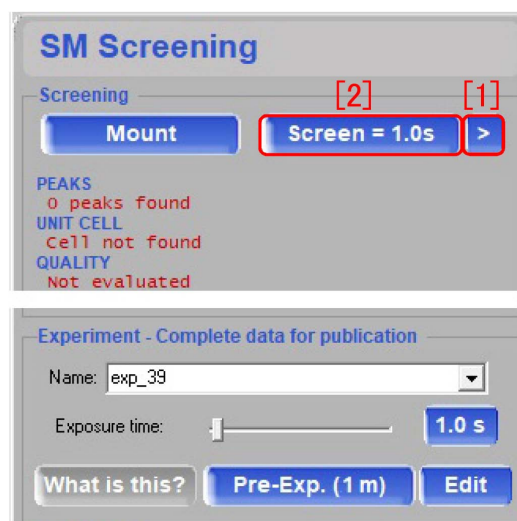 SM Screening
Screening
[2] [1]
Mount Screen = 1.0s >
PEAKS
0 peaks found
UNIT CELL
Cell not found
QUALITY
Not evaluated
Experiment - Complete data for publication
Name: exp_39
Exposure time: 1.0 s
What is this? Pre-Exp. (1 m) Edit